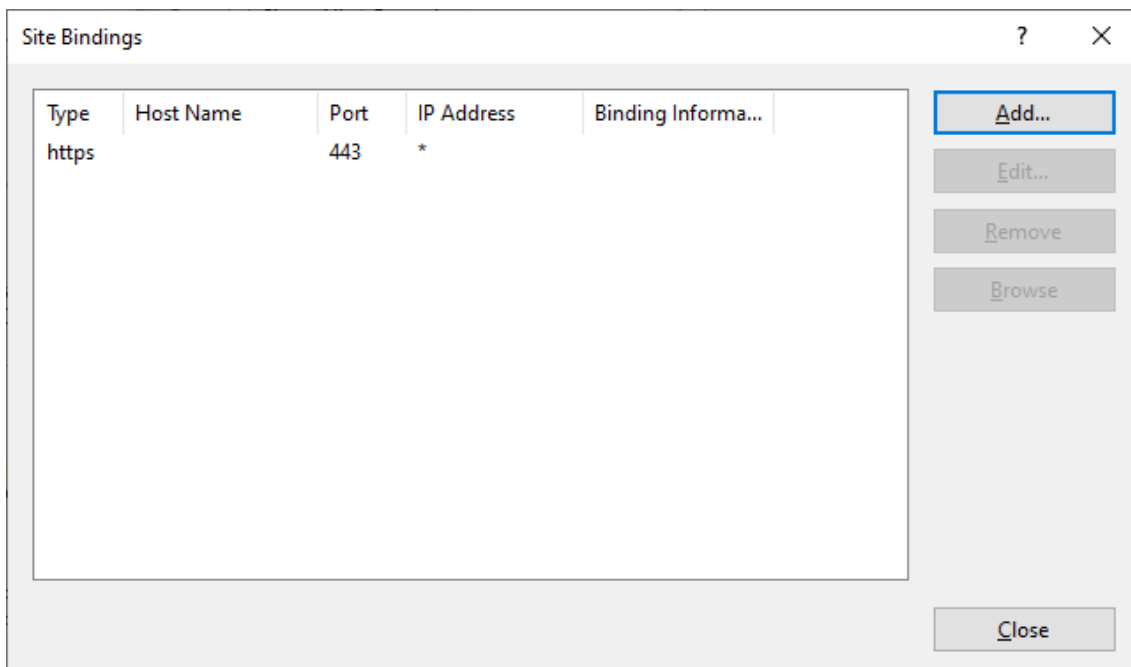 Site Bindings ?
Type Host Name Port IP Address Binding Informa...
https 443 *
Add...
Edit...
Remove
Browse
Close